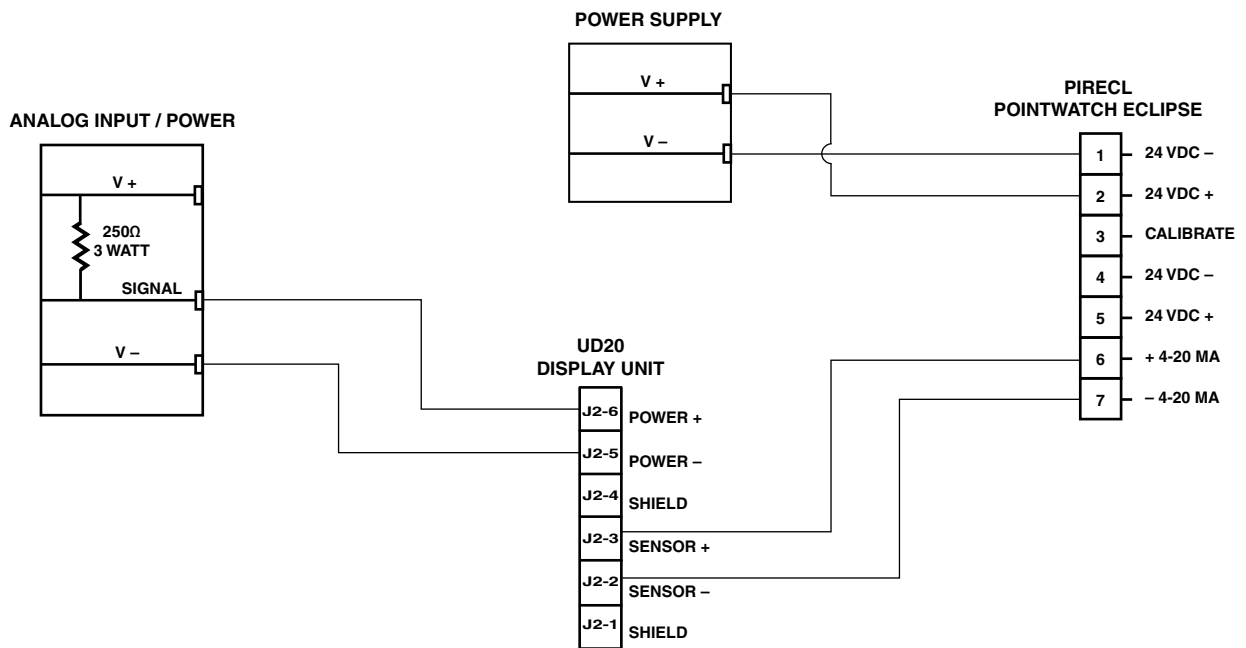 POWER SUPPLY
V +
V –
ANALOG INPUT / POWER
V +
250Ω
3 WATT
SIGNAL
V –
PIRECL
POINTWATCH ECLIPSE
1 24 VDC –
2 24 VDC +
3 CALIBRATE
4 24 VDC –
5 24 VDC +
6 + 4-20 MA
7 – 4-20 MA
UD20
DISPLAY UNIT
J2-6 POWER +
J2-5 POWER –
J2-4 SHIELD
J2-3 SENSOR +
J2-2 SENSOR –
J2-1 SHIELD